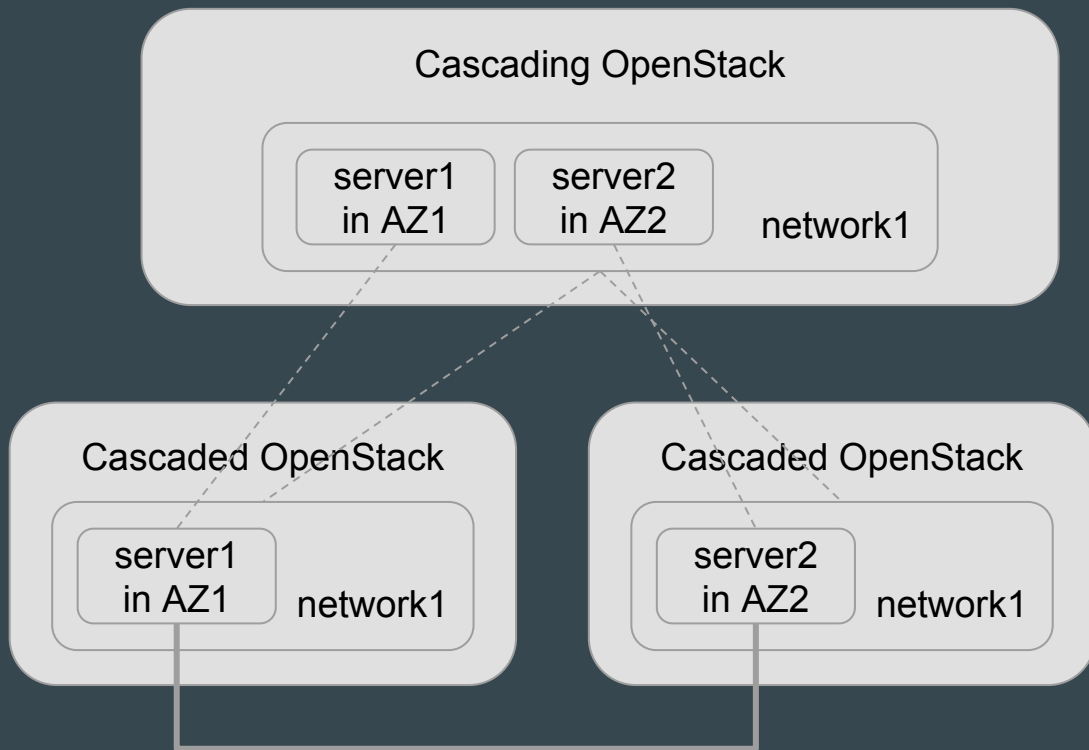 Cascading OpenStack
server1
in AZ1
server2
in AZ2
network1
Cascaded OpenStack
server1
in AZ1
network1
Cascaded OpenStack
server2
in AZ2
network1